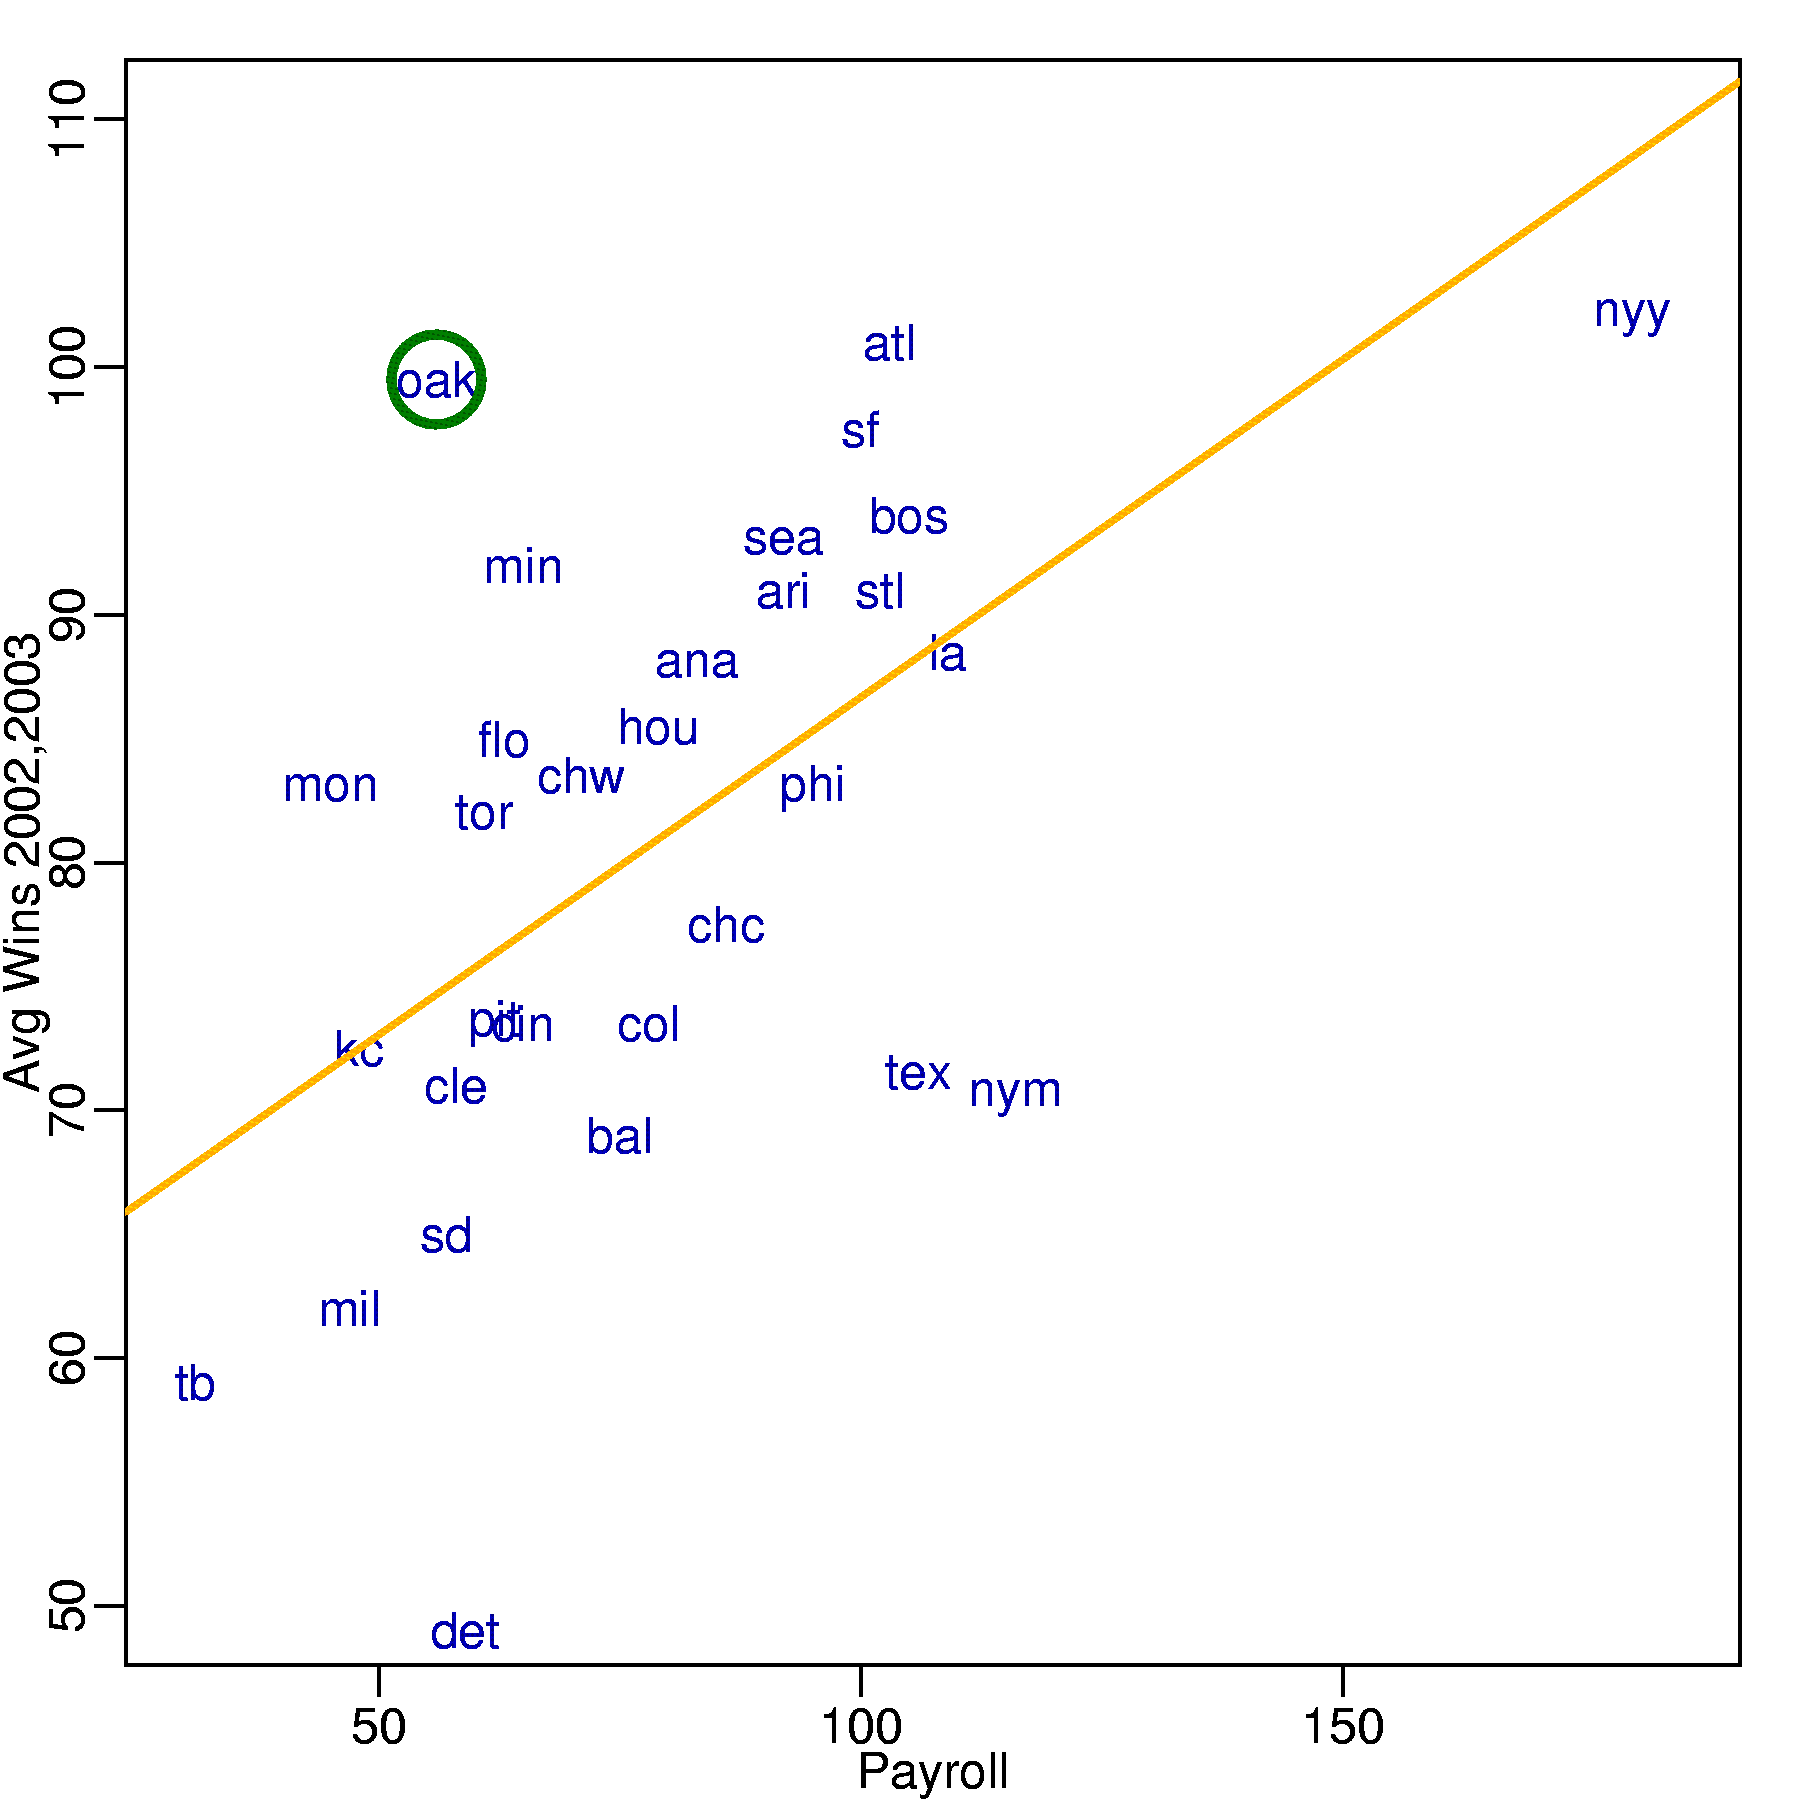 110
100
90
80
70
60
50
Avg Wins 2002,2003
nyy
atl
oak
sf
bos
sea
min
ari
stl
la
ana
hou
flo
chw
mon
phi
tor
chc
pit
cin
col
kc
cle
tex
nym
bal
sd
mil
tb
det
50 100 150
Payroll